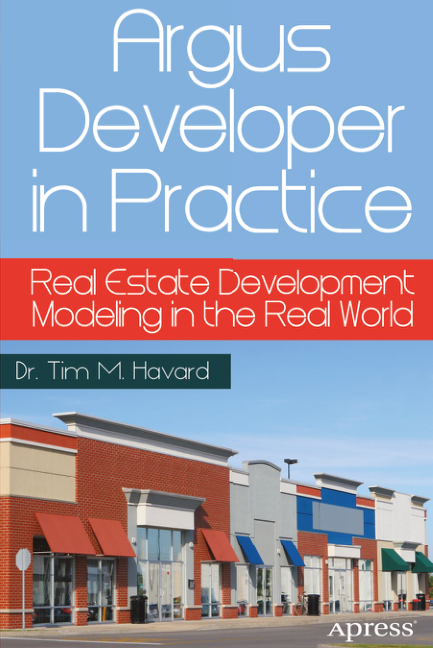 Argus
Developer
in Practice
Real Estate Development
Modeling in the Real World
Dr. Tim M. Havard
Apress®